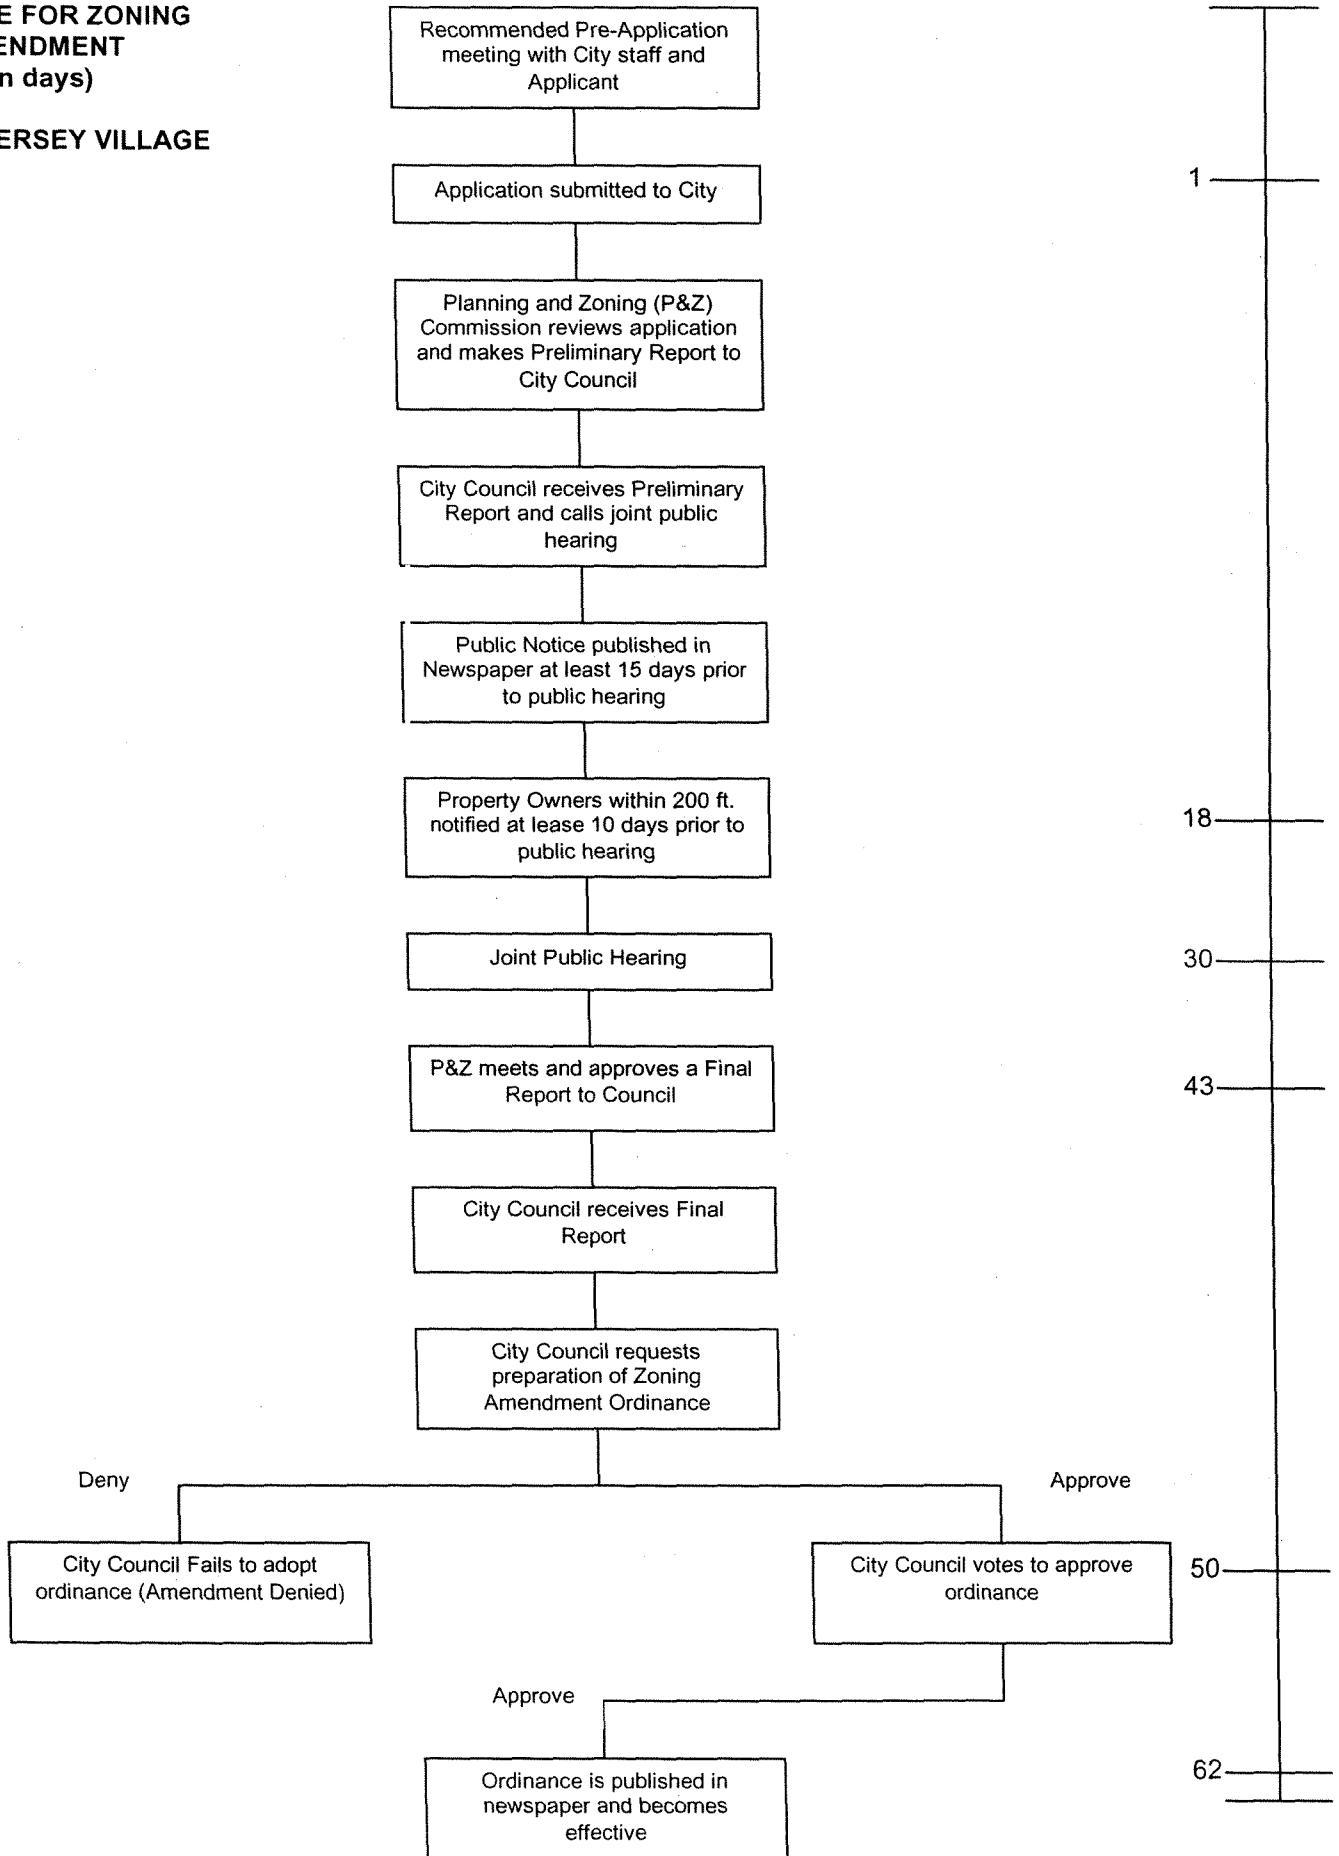 E FOR ZONING
ENDMENT
n days)
ERSEY VILLAGE
Recommended Pre-Application
meeting with City staff and
Applicant
Application submitted to City
1
Planning and Zoning (P&Z)
Commission reviews application
and makes Preliminary Report to
City Council
City Council receives Preliminary
Report and calls joint public
hearing
Public Notice published in
Newspaper at least 15 days prior
to public hearing
Property Owners within 200 ft.
notified at lease 10 days prior to
public hearing
18
Joint Public Hearing
30
P&Z meets and approves a Final
Report to Council
43
City Council receives Final
Report
City Council requests
preparation of Zoning
Amendment Ordinance
Deny
Approve
City Council Fails to adopt
ordinance (Amendment Denied)
City Council votes to approve
ordinance
50
Approve
Ordinance is published in
newspaper and becomes
effective
62